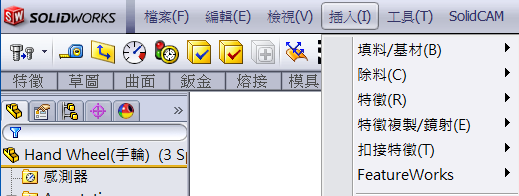 SW SOLIDWORKS 檔案(F) 編輯(E) 檢視(V) 插入(I) 工具(T) SolidCAM
特徵 草圖 曲面 鈑金 熔接 模具
填料/基材(B)
除料(C)
特徵(R)
特徵複製/鏡射(E)
扣接特徵(T)
FeatureWorks
Hand Wheel(手輪) (3 Sp
感測器